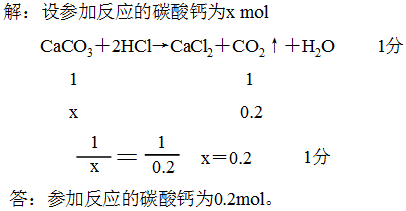 解：设参加反应的碳酸钙为x mol
CaCO₃＋2HCl→CaCl₂＋CO₂↑＋H₂O 1分
1 1
x 0.2
1/x ＝ 1/0.2 x＝0.2 1分
答：参加反应的碳酸钙为0.2mol。